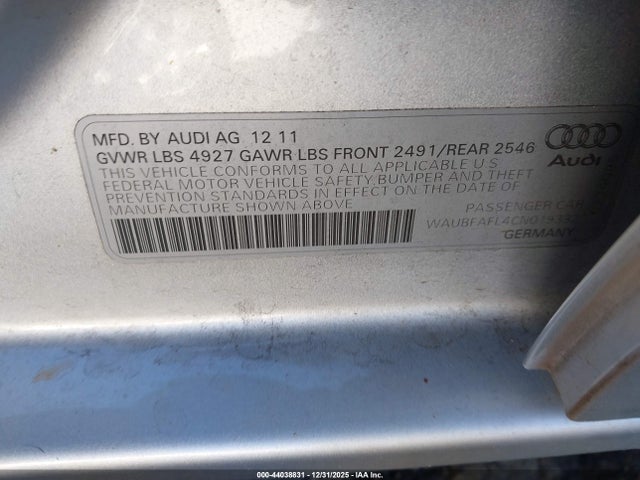 MFD. BY AUDI AG 12 11
GVWR LBS 4927 GAWR LBS FRONT 2491/REAR 2546
THIS VEHICLE CONFORMS TO ALL APPLICABLE U S
FEDERAL MOTOR VEHICLE SAFETY,BUMPER AND THEFT
PREVENTION STANDARDS IN EFFECT ON THE DATE OF
MANUFACTURE SHOWN ABOVE
Audi
PASSENGER CAR
GERMANY
000-44038831 - 12/31/2025 - IAA Inc.